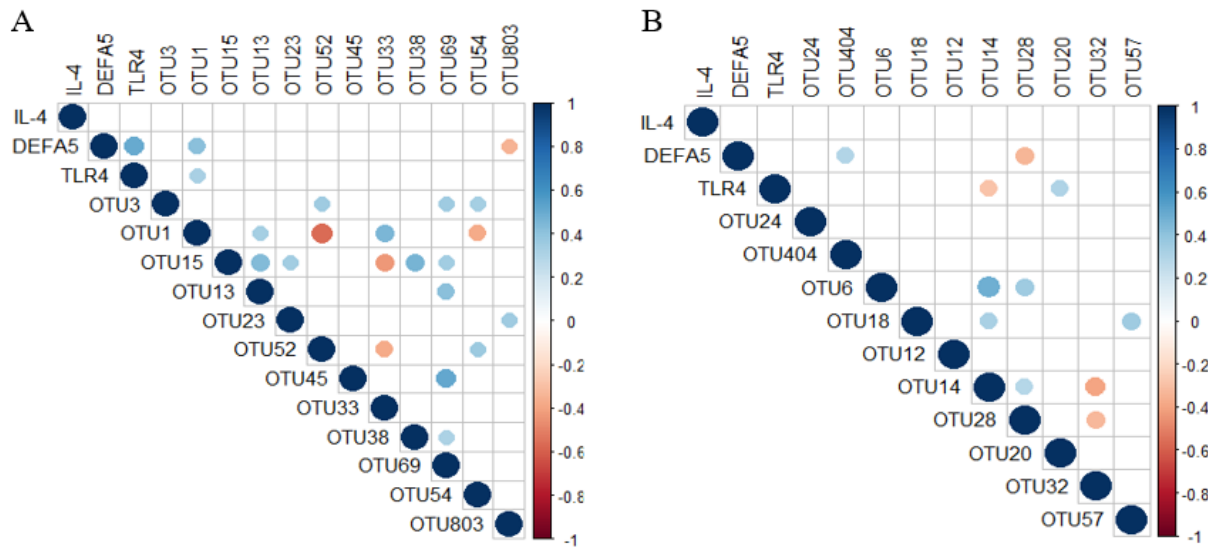 A
IL-4
DEFA5
TLR4
OTU3
OTU1
OTU15
OTU13
OTU23
OTU52
OTU45
OTU33
OTU38
OTU69
OTU54
OTU803
IL-4
DEFA5
TLR4
OTU3
OTU1
OTU15
OTU13
OTU23
OTU52
OTU45
OTU33
OTU38
OTU69
OTU54
OTU803
1
0.8
0.6
0.4
0.2
0
-0.2
-0.4
-0.6
-0.8
-1
B
IL-4
DEFA5
TLR4
OTU24
OTU404
OTU6
OTU18
OTU12
OTU14
OTU28
OTU20
OTU32
OTU57
IL-4
DEFA5
TLR4
OTU24
OTU404
OTU6
OTU18
OTU12
OTU14
OTU28
OTU20
OTU32
OTU57
1
0.8
0.6
0.4
0.2
0
-0.2
-0.4
-0.6
-0.8
-1